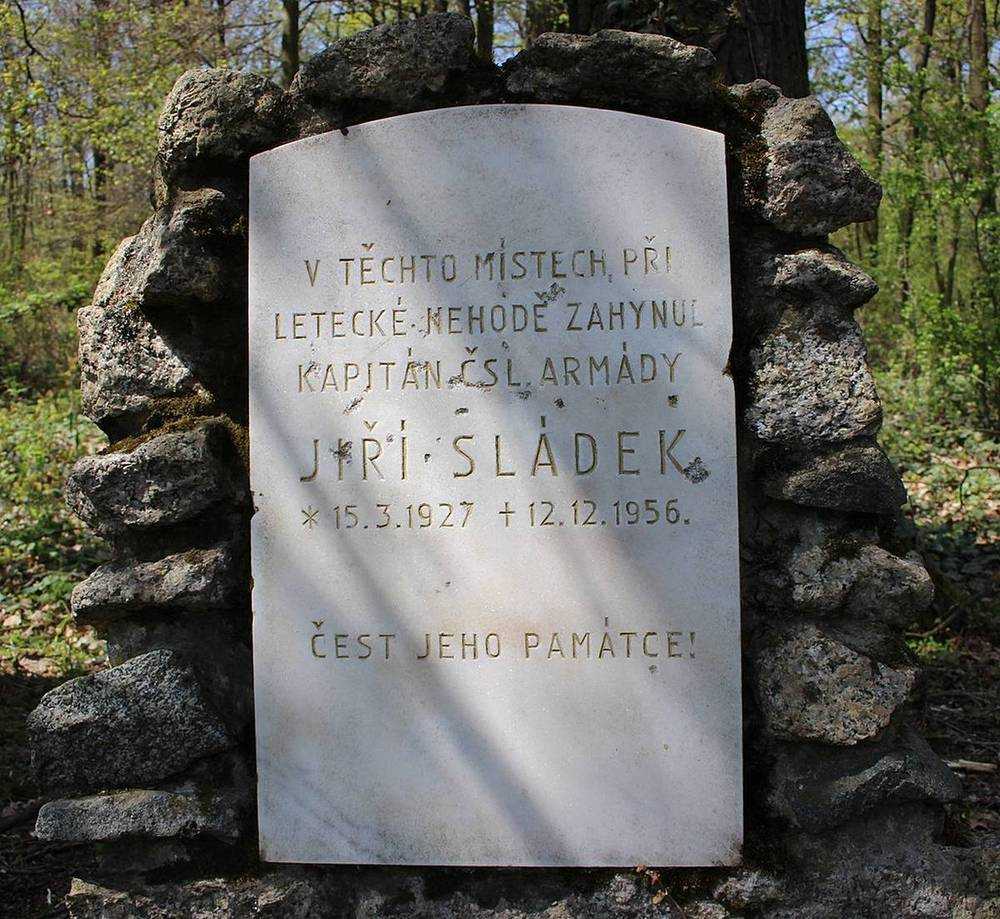 V TĚCHTO MÍSTECH, PŘI
LETECKÉ NEHODĚ ZAHYNUL
KAPITÁN ČSL. ARMÁDY
JIŘÍ SLÁDEK
* 15.3.1927 † 12.12.1956.
ČEST JEHO PAMÁTCE!